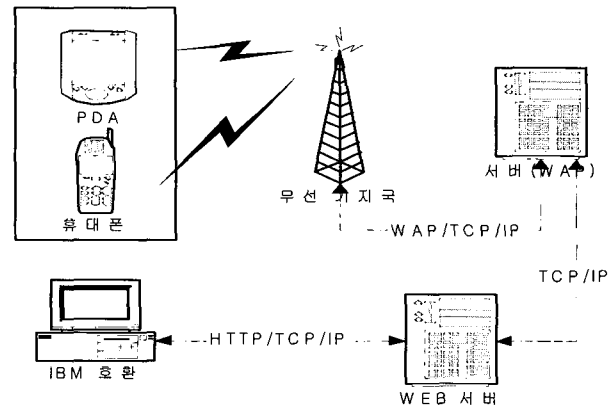 PDA
휴대폰
무선 기지국
서버(WAP)
WAP/TCP/IP
TCP/IP
HTTP/TCP/IP
IBM 호환
WEB 서버